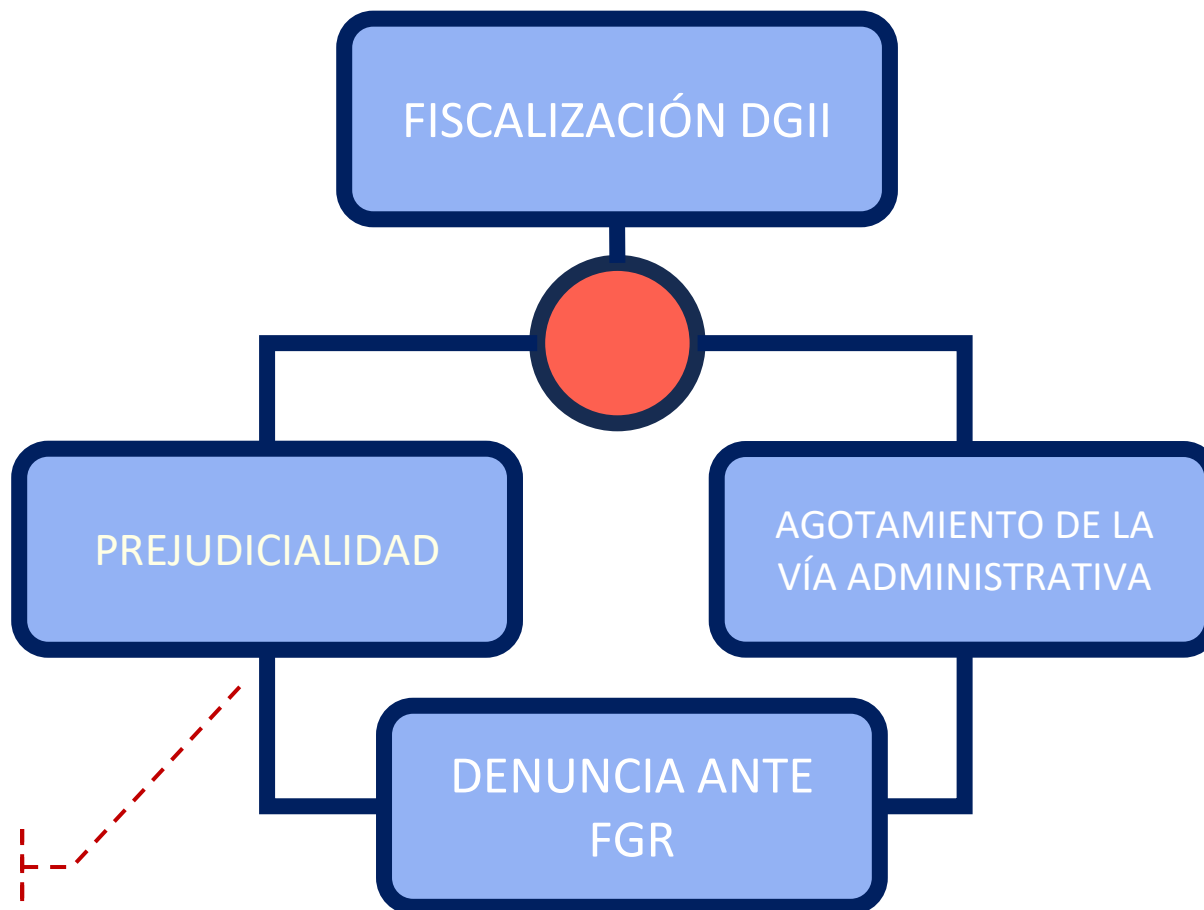 FISCALIZACIÓN DGII
PREJUDICIALIDAD
AGOTAMIENTO DE LA
VÍA ADMINISTRATIVA
DENUNCIA ANTE
FGR